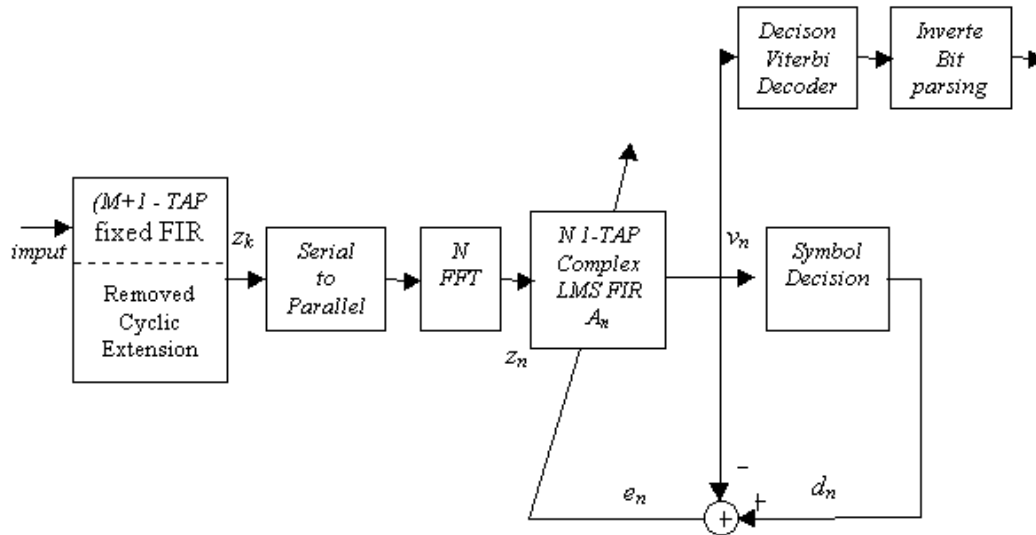 Decison
Viterbi
Decoder
Inverte
Bit
parsing
(M+1 - TAP
fixed FIR
imput
Removed
Cyclic
Extension
z_k
Serial
to
Parallel
N
FFT
z_n
N 1-TAP
Complex
LMS FIR
A_n
v_n
Symbol
Decision
e_n
−
+
+
d_n